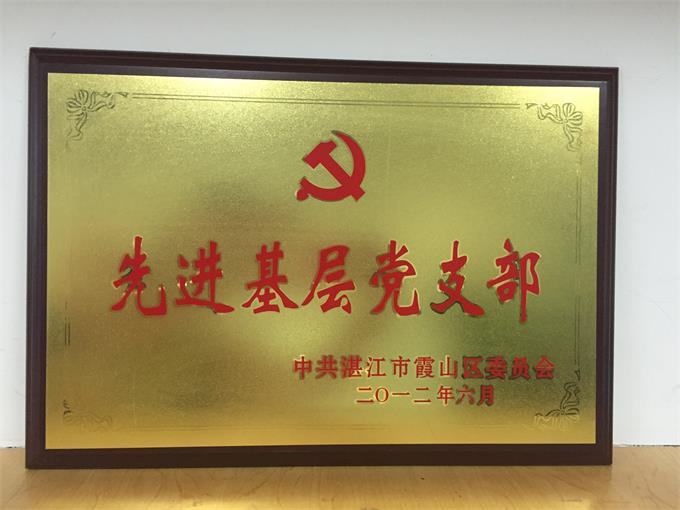 先进基层党支部
中共湛江市霞山区委员会
二〇一二年六月